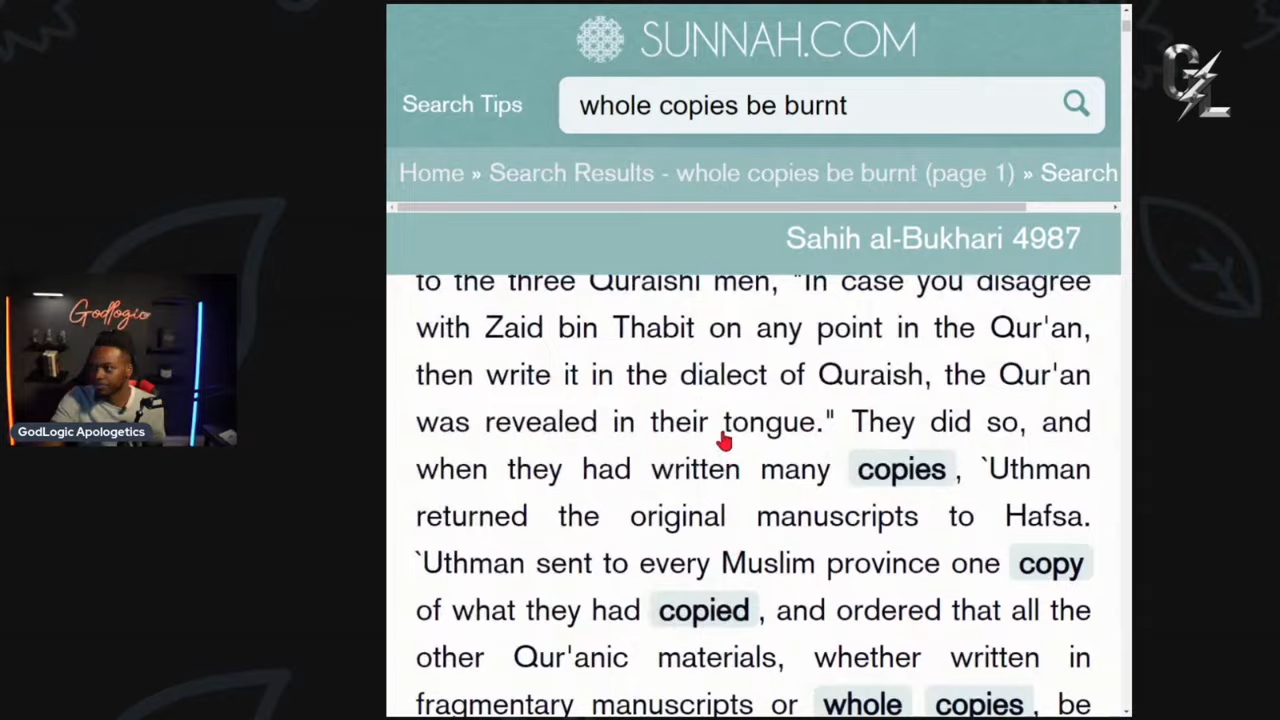 SUNNAH.COM
Search Tips
whole copies be burnt
Home » Search Results - whole copies be burnt (page 1) » Search
Sahih al-Bukhari 4987
to the three Quraishi men, "In case you disagree
with Zaid bin Thabit on any point in the Qur'an,
then write it in the dialect of Quraish, the Qur'an
was revealed in their tongue." They did so, and
when they had written many copies , `Uthman
returned the original manuscripts to Hafsa.
`Uthman sent to every Muslim province one copy
of what they had copied , and ordered that all the
other Qur'anic materials, whether written in
fragmentary manuscripts or whole copies , be
GL
Godlogic
GodLogic Apologetics